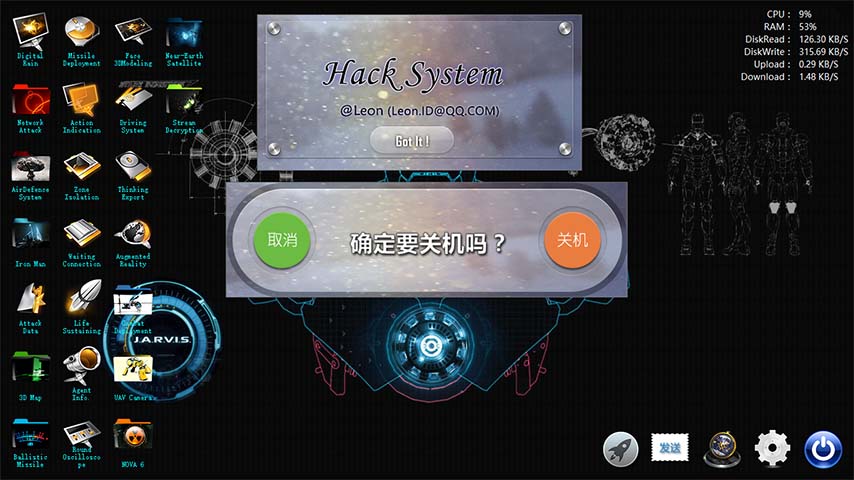 CPU： 9%
RAM： 53%
DiskRead： 126.30 KB/S
DiskWrite： 315.69 KB/S
Upload： 0.29 KB/S
Download： 1.48 KB/S
Hack System
@Leon (Leon.ID@QQ.COM)
Got It !
取消
确定要关机吗？
关机
Digital
Rain
Missile
Deployment
Face
3DModeling
Near-Earth
Satellite
Network
Attack
Action
Indication
Driving
System
Stream
Decryption
AirDefence
System
Zone
Isolation
Thinking
Export
Iron Man
Waiting
Connection
Augmented
Reality
Attack
Data
Life
Sustaining
Combat
Deployment
J.A.R.V.I.S.
3D Map
Agent
Info.
UAV Camera
Ballistic
Missile
Round
Oscillosco
pe
NOVA 6
发送